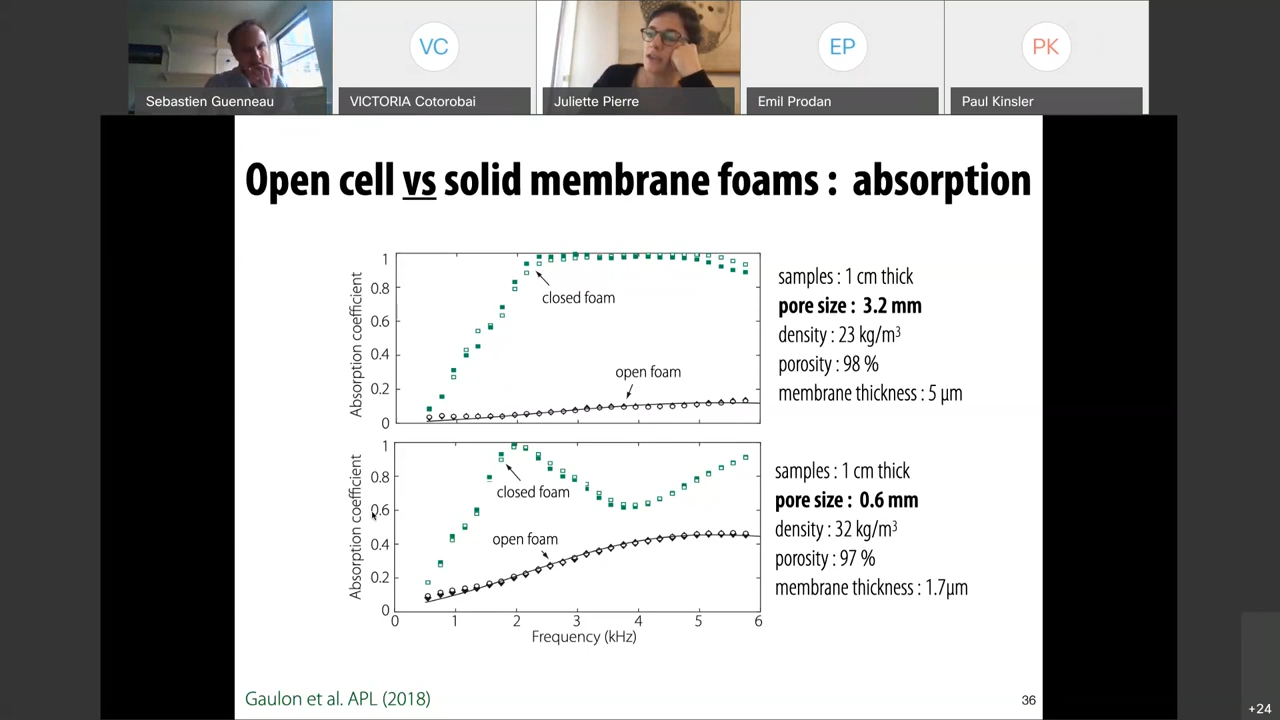 VC
EP
PK
Sebastien Guenneau
VICTORIA Cotorobai
Juliette Pierre
Emil Prodan
Paul Kinsler
Open cell vs solid membrane foams : absorption
1
0.8
0.6
0.4
0.2
0
Absorption coefficient
closed foam
open foam
samples : 1 cm thick
pore size : 3.2 mm
density : 23 kg/m³
porosity : 98 %
membrane thickness : 5 µm
1
0.8
0.6
0.4
0.2
0
Absorption coefficient
closed foam
open foam
0 1 2 3 4 5 6
Frequency (kHz)
samples : 1 cm thick
pore size : 0.6 mm
density : 32 kg/m³
porosity : 97 %
membrane thickness : 1.7µm
Gaulon et al. APL (2018)
36
+24